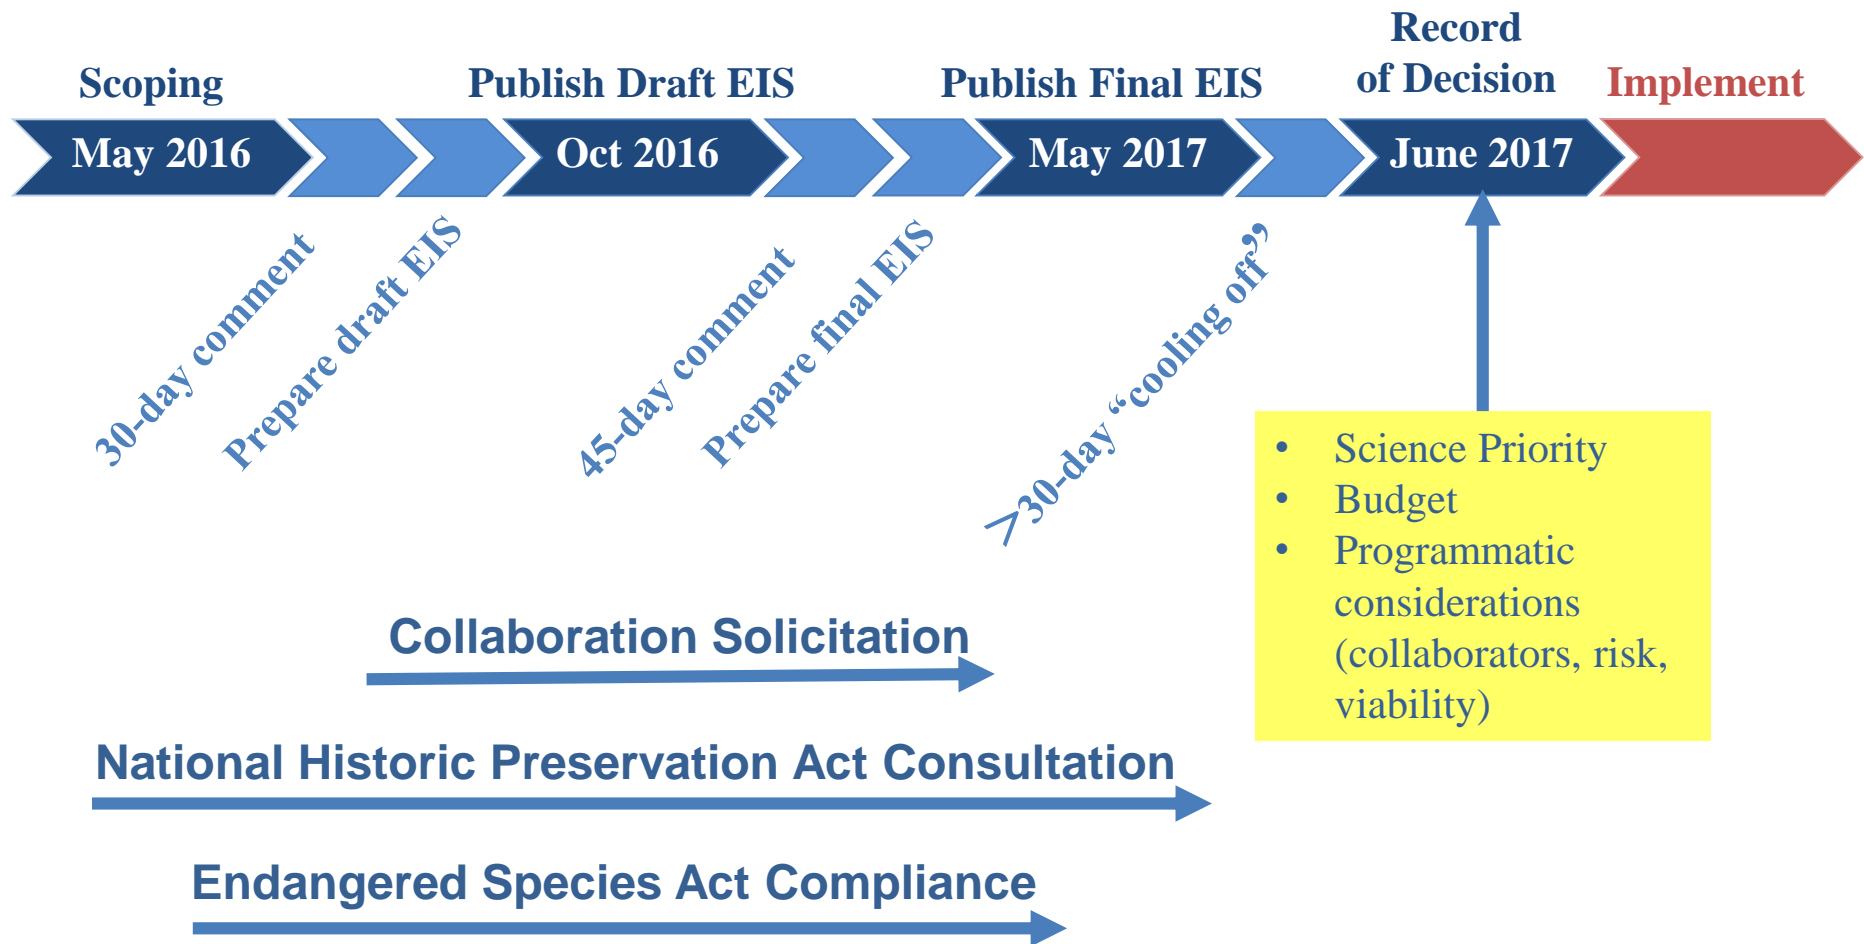 Record
of Decision
Scoping
Publish Draft EIS
Publish Final EIS
Implement
May 2016
Oct 2016
May 2017
June 2017
30-day comment
Prepare draft EIS
45-day comment
Prepare final EIS
>30-day “cooling off”
• Science Priority
• Budget
• Programmatic
considerations
(collaborators, risk,
viability)
Collaboration Solicitation
National Historic Preservation Act Consultation
Endangered Species Act Compliance